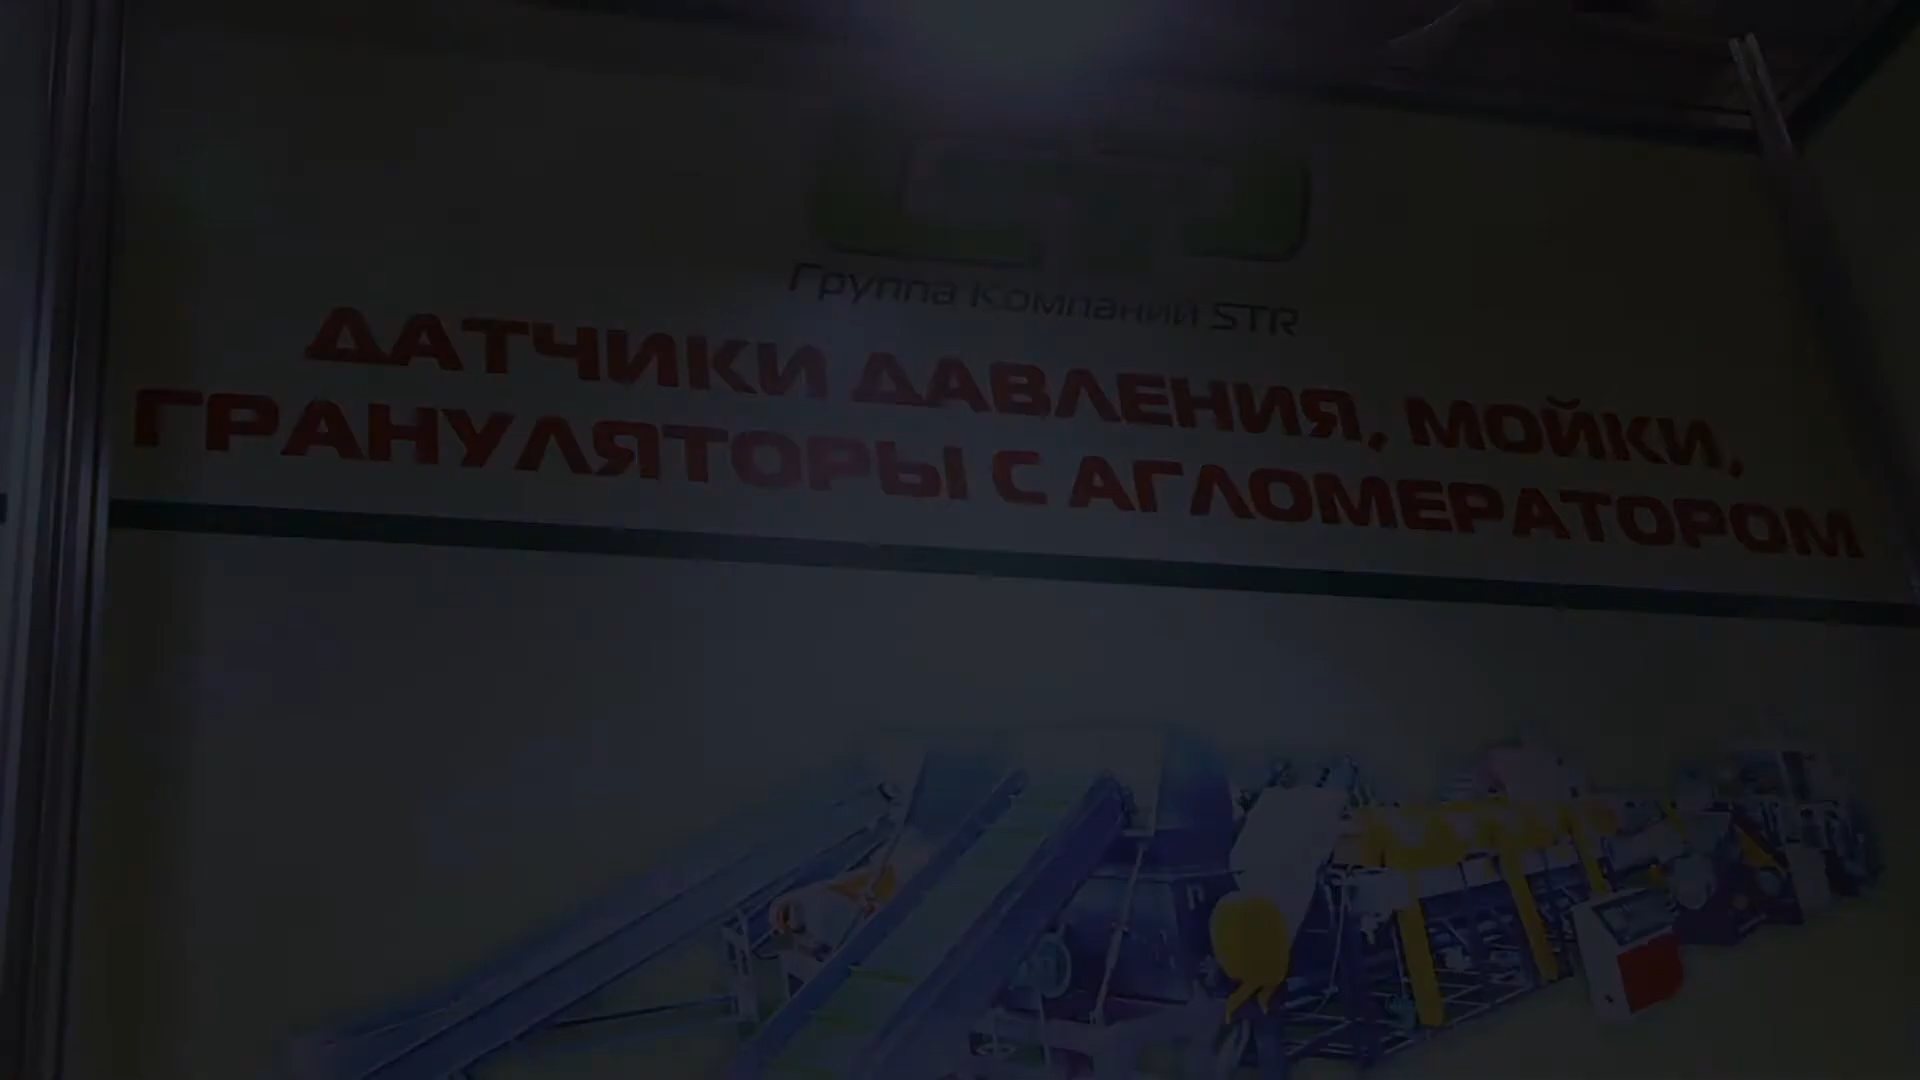 Группа Компаний STR
ДАТЧИКИ ДАВЛЕНИЯ, МОЙКИ,
ГРАНУЛЯТОРЫ С АГЛОМЕРАТОРОМ